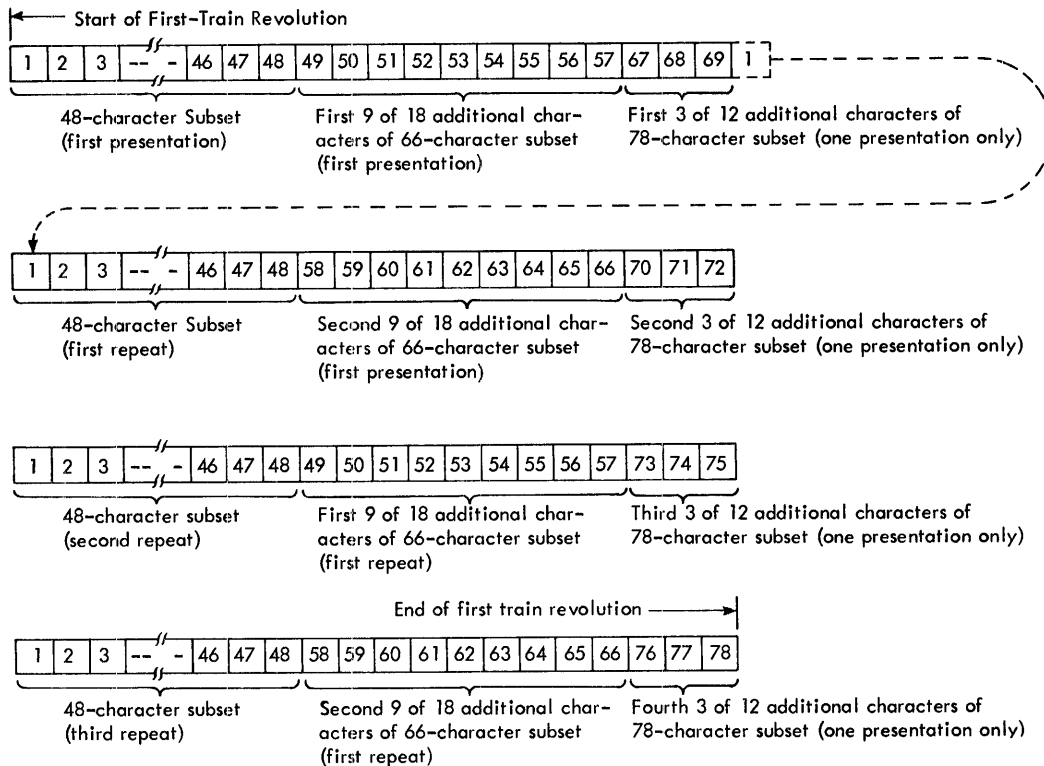 Start of First-Train Revolution
1 2 3 -- - 46 47 48 49 50 51 52 53 54 55 56 57 67 68 69 1
48-character Subset
(first presentation)
First 9 of 18 additional char-
acters of 66-character subset
(first presentation)
First 3 of 12 additional characters of
78-character subset (one presentation only)
1 2 3 -- - 46 47 48 58 59 60 61 62 63 64 65 66 70 71 72
48-character Subset
(first repeat)
Second 9 of 18 additional char-
acters of 66-character subset
(first presentation)
Second 3 of 12 additional characters of
78-character subset (one presentation only)
1 2 3 -- - 46 47 48 49 50 51 52 53 54 55 56 57 73 74 75
48-character subset
(second repeat)
First 9 of 18 additional char-
acters of 66-character subset
(first repeat)
Third 3 of 12 additional characters of
78-character subset (one presentation only)
End of first train revolution
1 2 3 -- - 46 47 48 58 59 60 61 62 63 64 65 66 76 77 78
48-character subset
(third repeat)
Second 9 of 18 additional char-
acters of 66-character subset
(first repeat)
Fourth 3 of 12 additional characters of
78-character subset (one presentation only)